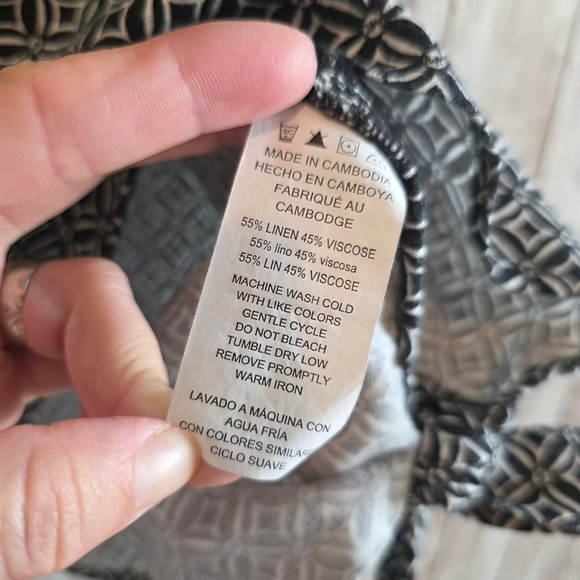 MADE IN CAMBODIA
HECHO EN CAMBOYA
FABRIQUÉ AU
CAMBODGE
55% LINEN 45% VISCOSE
55% lino 45% viscosa
55% LIN 45% VISCOSE
MACHINE WASH COLD
WITH LIKE COLORS
GENTLE CYCLE
DO NOT BLEACH
TUMBLE DRY LOW
REMOVE PROMPTLY
WARM IRON
LAVADO A MÁQUINA CON
AGUA FRÍA
CON COLORES SIMILAR
CICLO SUAVE